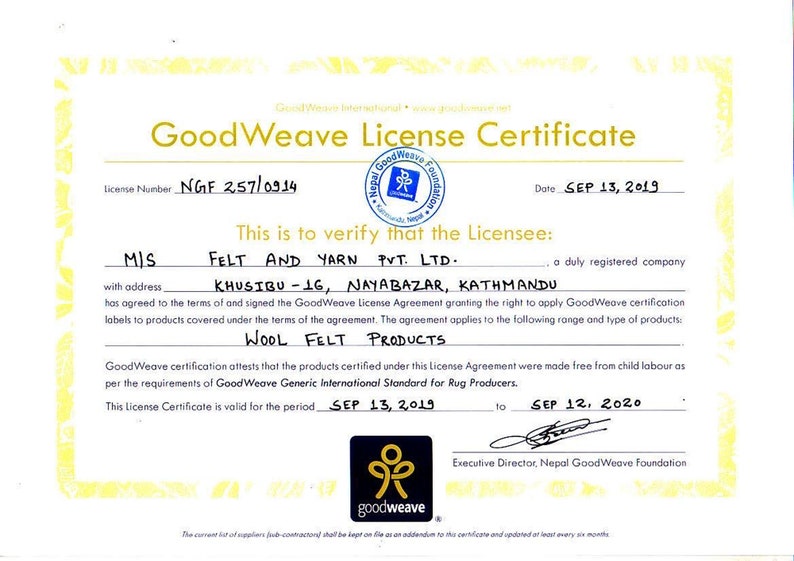 GoodWeave International • www.goodweave.net
GoodWeave License Certificate
License Number NGF 257/0914
Nepal GoodWeave Foundation
goodweave
Kathmandu, Nepal
Date SEP 13, 2019
This is to verify that the Licensee:
M/S FELT AND YARN PVT. LTD. , a duly registered company
with address KHUSIBU - 16, NAYABAZAR, KATHMANDU
has agreed to the terms of and signed the GoodWeave License Agreement granting the right to apply GoodWeave certification
labels to products covered under the terms of the agreement. The agreement applies to the following range and type of products:
WOOL FELT PRODUCTS .
GoodWeave certification attests that the products certified under this License Agreement were made free from child labour as
per the requirements of GoodWeave Generic International Standard for Rug Producers.
This License Certificate is valid for the period SEP 13, 2019 to SEP 12, 2020
Executive Director, Nepal GoodWeave Foundation
goodweave ®
The current list of suppliers (sub-contractors) shall be kept on file as an addendum to this certificate and updated at least every six months.